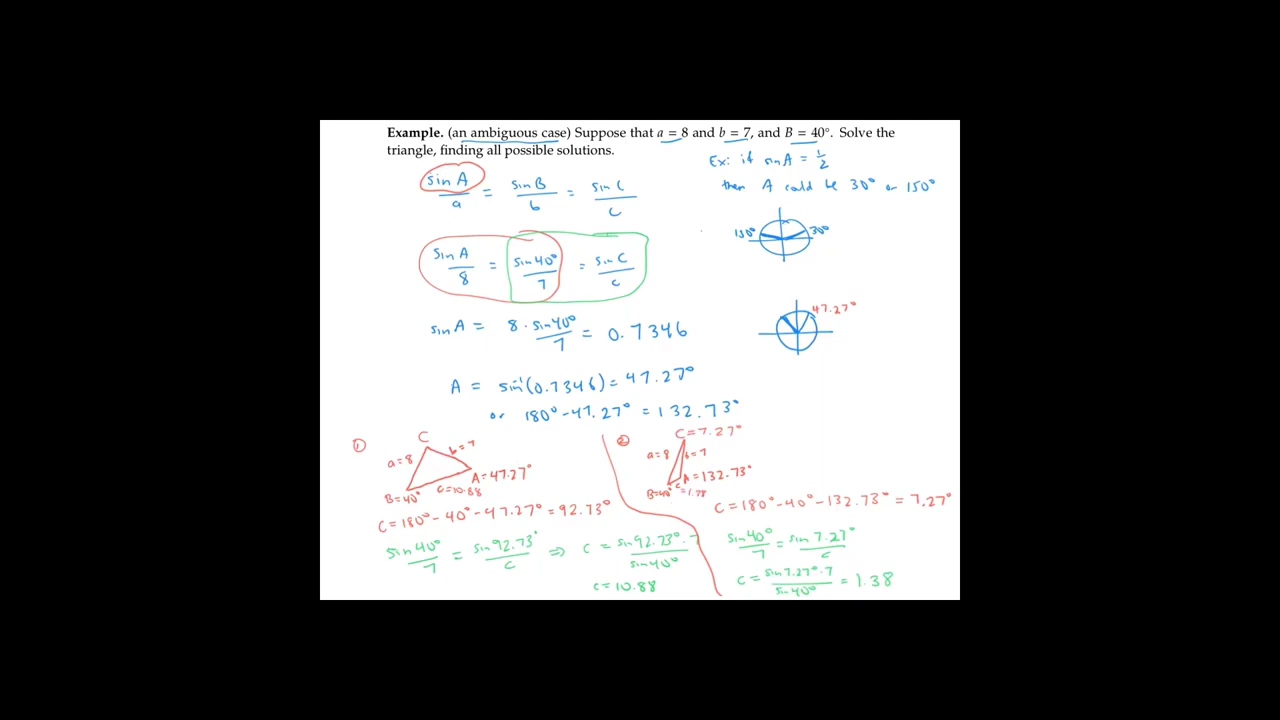 Example. (an ambiguous case) Suppose that a = 8 and b = 7, and B = 40°. Solve the
triangle, finding all possible solutions.
Ex: if sin A = 1/2
then A could be 30° or 150°
sin A / a = sin B / b = sin C / c
150° 30°
sin A / 8 = sin 40° / 7 = sin C / c
47.27°
sin A = 8 · sin 40° / 7 = 0.7346
A = sin⁻¹(0.7346) = 47.27°
or 180° - 47.27° = 132.73°
①
C
a = 8
b = 7
A = 47.27°
c = 10.88
B = 40°
C = 180° - 40° - 47.27° = 92.73°
sin 40° / 7 = sin 92.73° / c ⇒ c = sin 92.73° · 7 / sin 40°
c = 10.88
②
C = 7.27°
a = 8
b = 7
A = 132.73°
B = 40°
C = 180° - 40° - 132.73° = 7.27°
sin 40° / 7 = sin 7.27° / c
c = sin 7.27° · 7 / sin 40° = 1.38